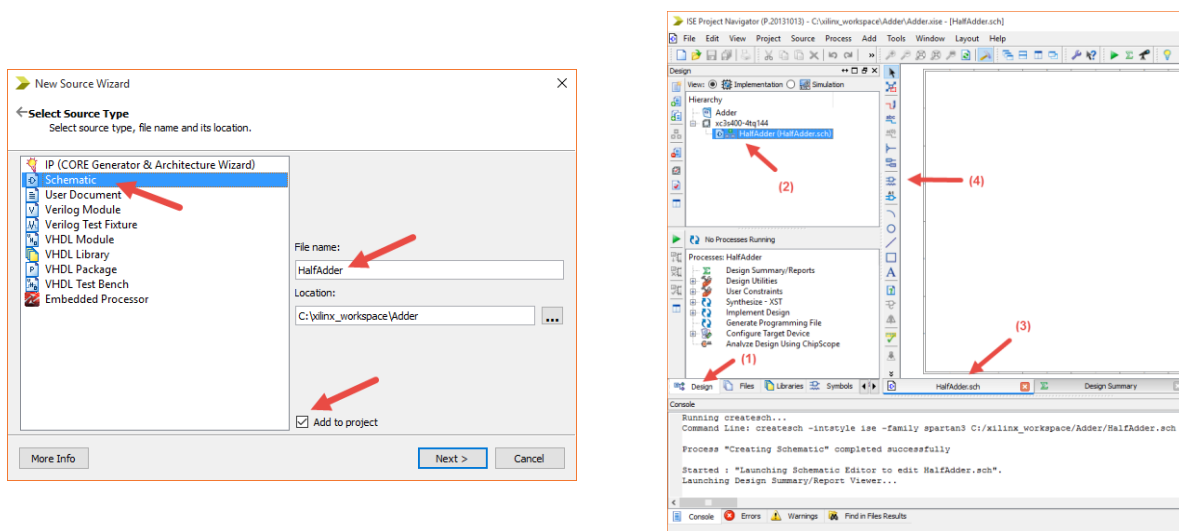 New Source Wizard
Select Source Type
Select source type, file name and its location.
IP (CORE Generator & Architecture Wizard)
Schematic
User Document
Verilog Module
Verilog Test Fixture
VHDL Module
VHDL Library
VHDL Package
VHDL Test Bench
Embedded Processor
File name:
HalfAdder
Location:
C:\xilinx_workspace\Adder
...
Add to project
More Info
Next >
Cancel
ISE Project Navigator (P.20131013) - C:\xilinx_workspace\Adder\Adder.xise - [HalfAdder.sch]
File Edit View Project Source Process Add Tools Window Layout Help
Design
View: Implementation Simulation
Hierarchy
Adder
xc3s400-4tq144
HalfAdder (HalfAdder.sch)
(2)
(4)
No Processes Running
Processes: HalfAdder
Design Summary/Reports
Design Utilities
User Constraints
Synthesize - XST
Implement Design
Generate Programming File
Configure Target Device
Analyze Design Using ChipScope
(1)
(3)
Design Files Libraries Symbols
HalfAdder.sch
Design Summary
Console
Running createsch...
Command Line: createsch -intstyle ise -family spartan3 C:/xilinx_workspace/Adder/HalfAdder.sch
Process "Creating Schematic" completed successfully
Started : "Launching Schematic Editor to edit HalfAdder.sch".
Launching Design Summary/Report Viewer...
Console Errors Warnings Find in Files Results